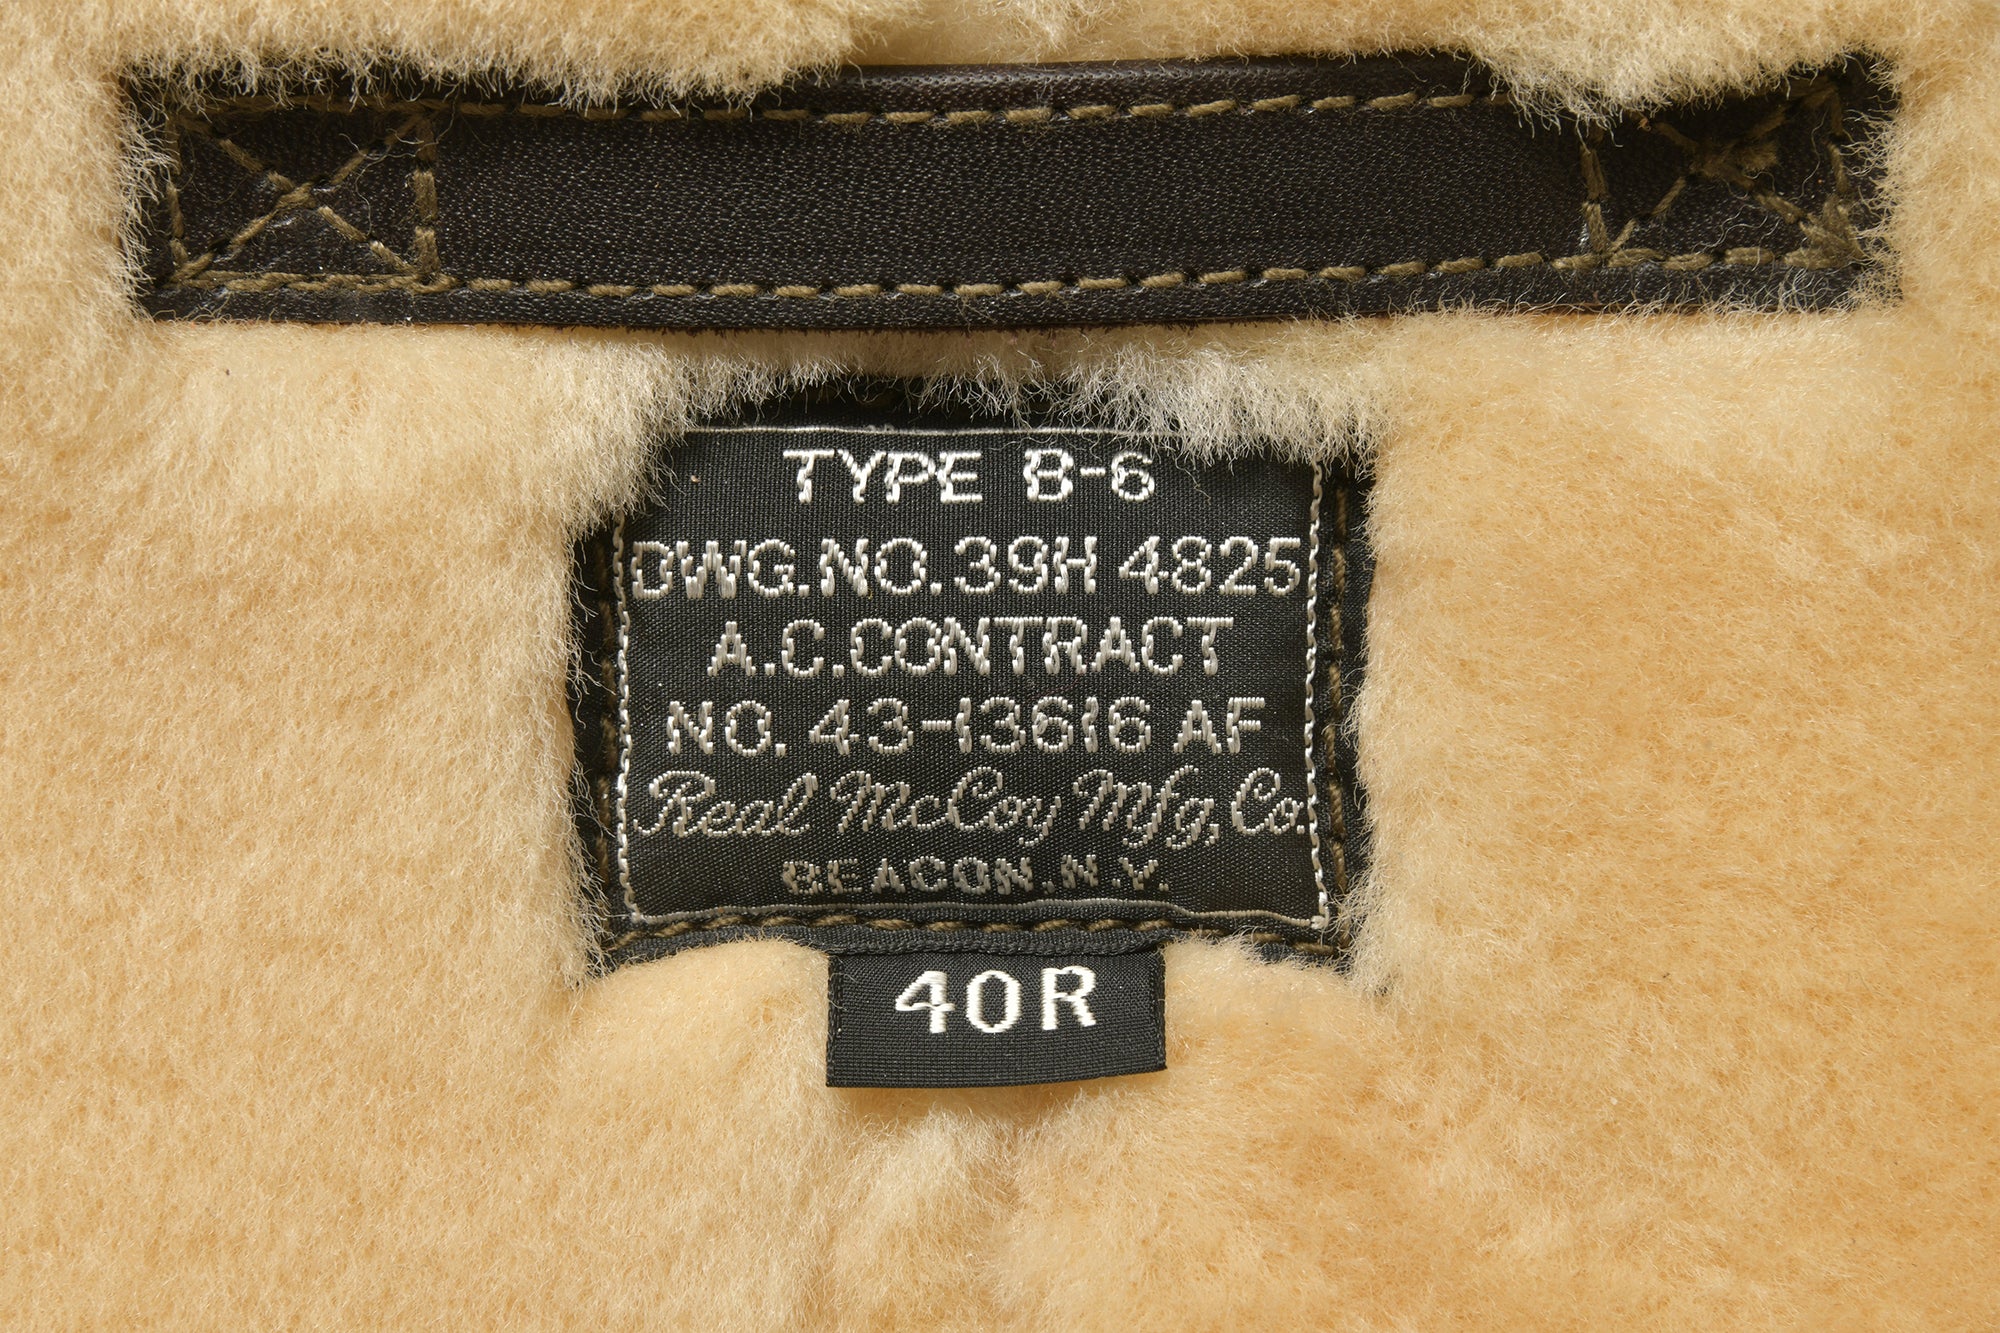 TYPE B-6
DWG.NO.39H 4825
A.C.CONTRACT
NO. 43-13616 AF
Real McCoy Mfg, Co.
BEACON.N.Y.
40R